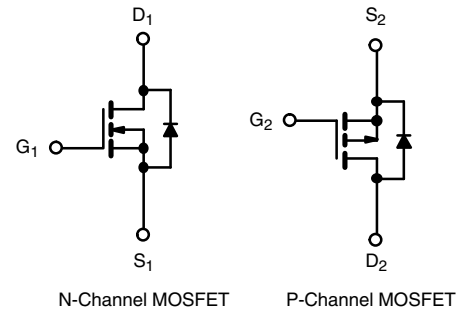 D1
S2
G1
G2
S1
D2
N-Channel MOSFET
P-Channel MOSFET